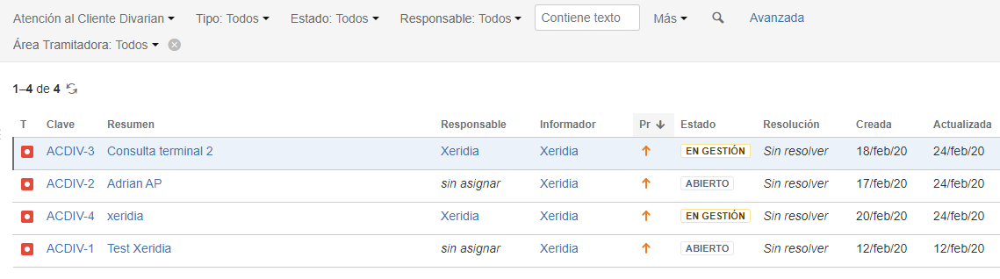 Atención al Cliente Divarian Tipo: Todos Estado: Todos Responsable: Todos Contiene texto Más Avanzada
Área Tramitadora: Todos
1–4 de 4
T Clave Resumen Responsable Informador Pr Estado Resolución Creada Actualizada
ACDIV-3 Consulta terminal 2 Xeridia Xeridia EN GESTIÓN Sin resolver 18/feb/20 24/feb/20
ACDIV-2 Adrian AP sin asignar Xeridia ABIERTO Sin resolver 17/feb/20 24/feb/20
ACDIV-4 xeridia Xeridia Xeridia EN GESTIÓN Sin resolver 20/feb/20 24/feb/20
ACDIV-1 Test Xeridia sin asignar Xeridia ABIERTO Sin resolver 12/feb/20 12/feb/20